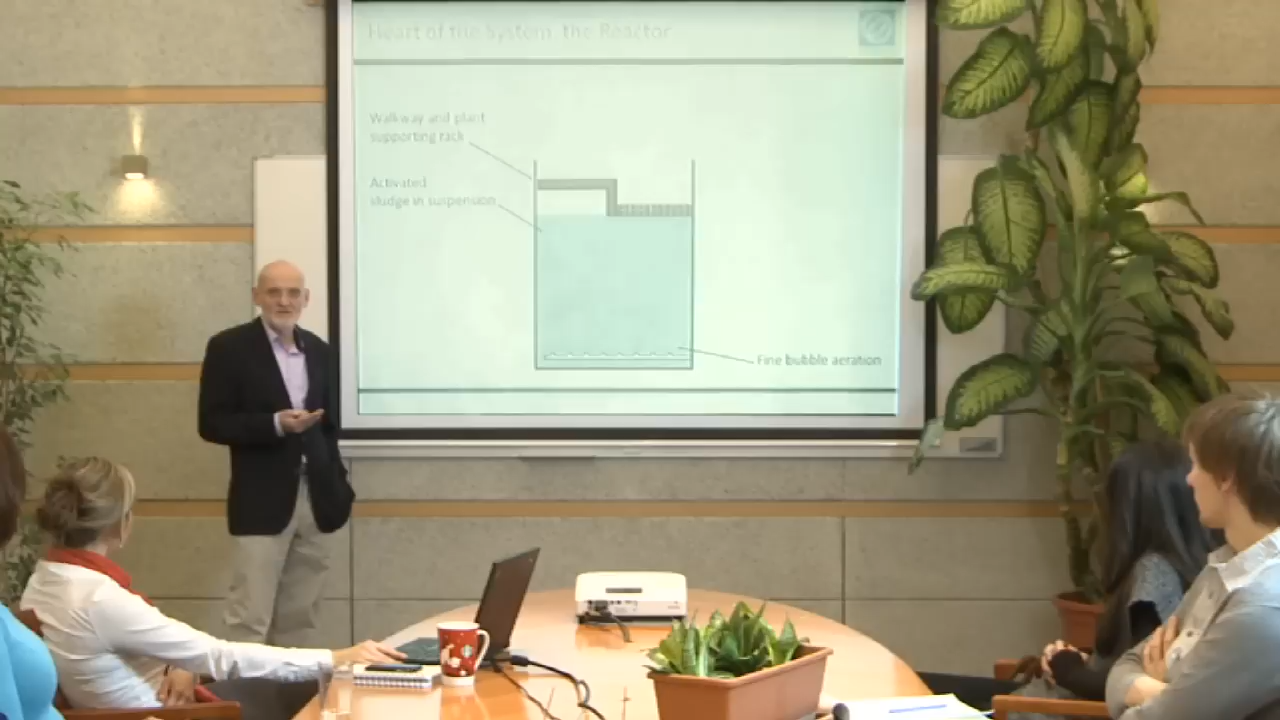 Heart of the System: the Reactor
Walkway and plant
supporting rack
Activated
sludge in suspension
Fine bubble aeration